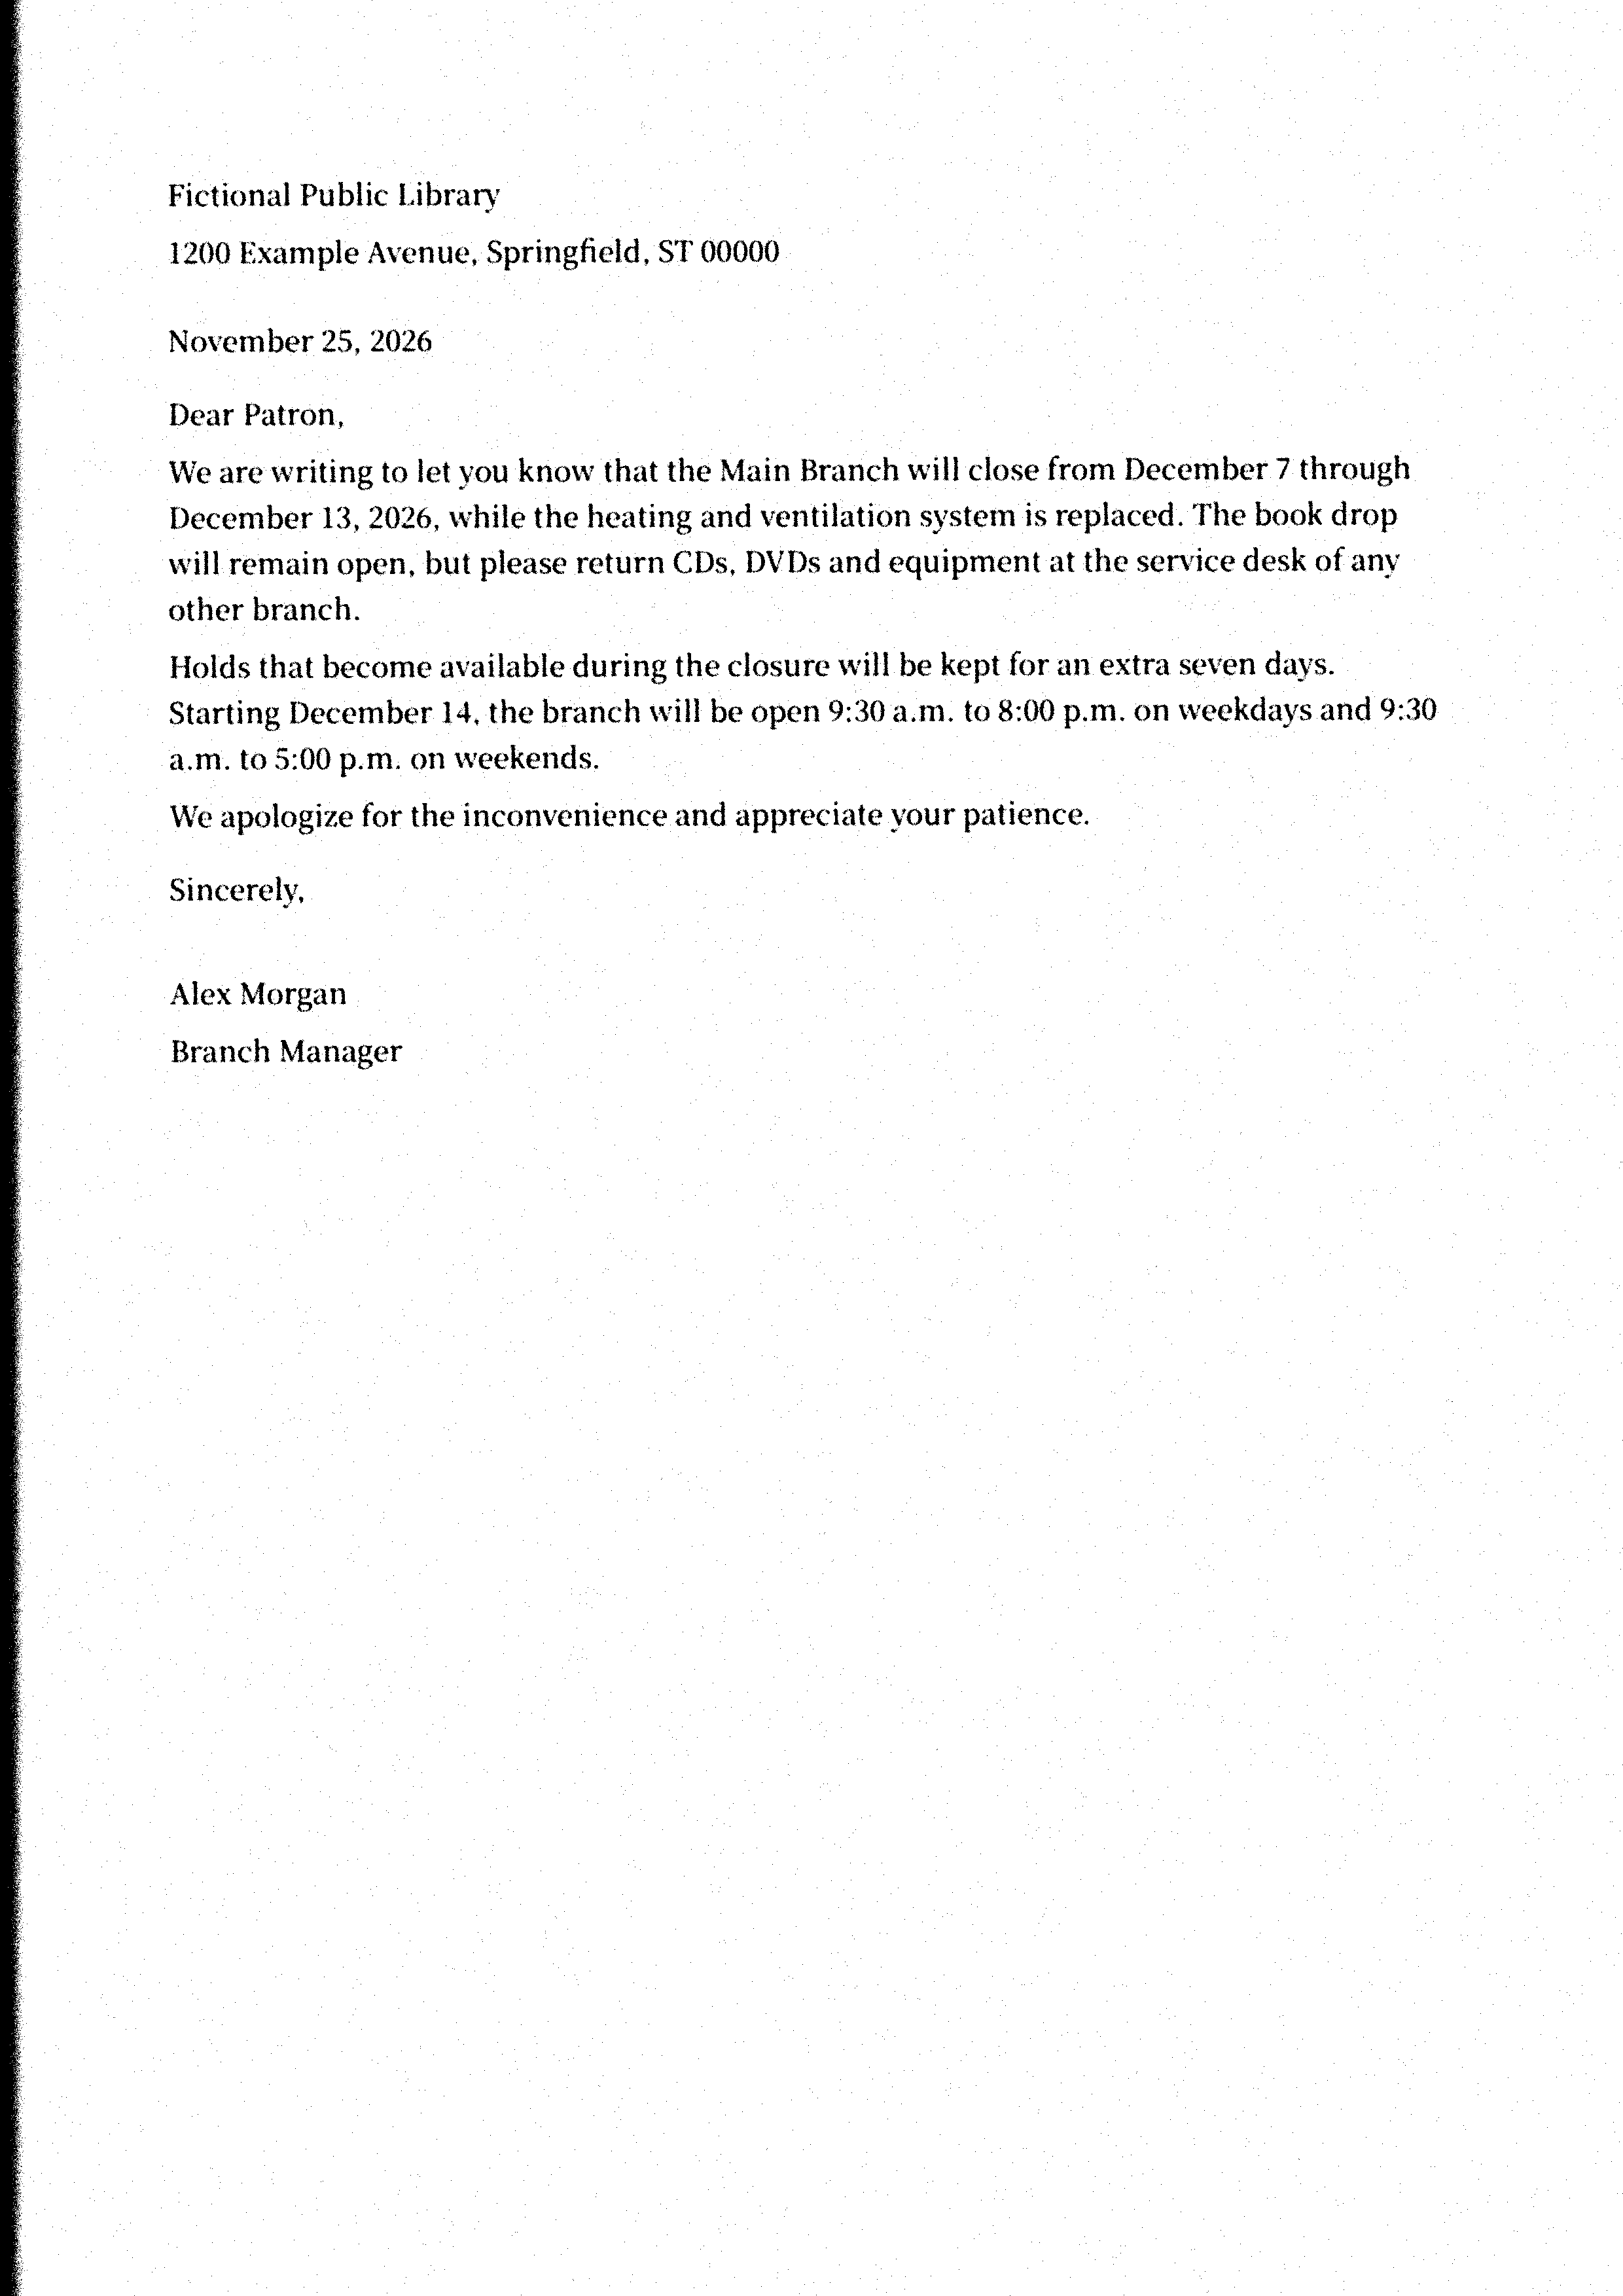 Fictional Public Library
1200 Example Avenue, Springfield, ST 00000
November 25, 2026
Dear Patron,
We are writing to let you know that the Main Branch will close from December 7 through
December 13, 2026, while the heating and ventilation system is replaced. The book drop
will remain open, but please return CDs, DVDs and equipment at the service desk of any
other branch.
Holds that become available during the closure will be kept for an extra seven days.
Starting December 14, the branch will be open 9:30 a.m. to 8:00 p.m. on weekdays and 9:30
a.m. to 5:00 p.m. on weekends.
We apologize for the inconvenience and appreciate your patience.
Sincerely,
Alex Morgan
Branch Manager